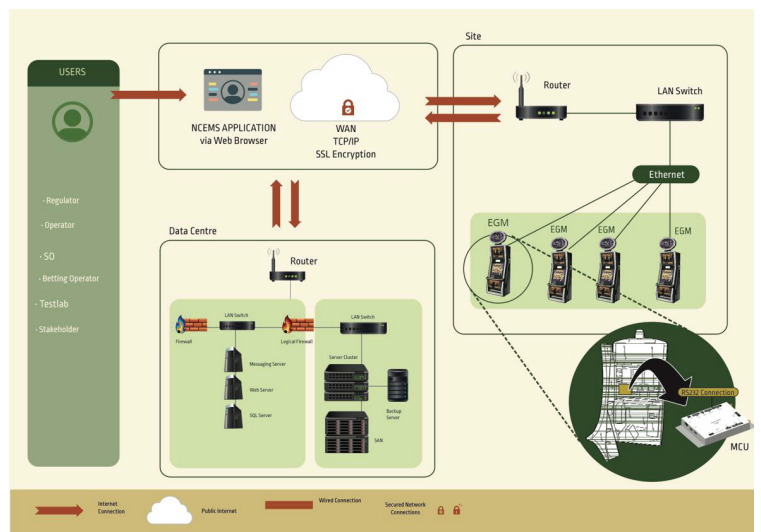 USERS
· Regulator
· Operator
· SO
· Betting Operator
· Testlab
· Stakeholder
NCEMS APPLICATION
via Web Browser
WAN
TCP/IP
SSL Encryption
Site
Router
LAN Switch
Ethernet
EGM
EGM
EGM
EGM
RS232 Connection
MCU
Data Centre
Router
LAN Switch
Firewall
Logical Firewall
LAN Switch
Messaging Server
Web Server
SQL Server
Server Cluster
Backup
Server
SAN
Internet
Connection
Public Internet
Wired Connection
Secured Network
Connections